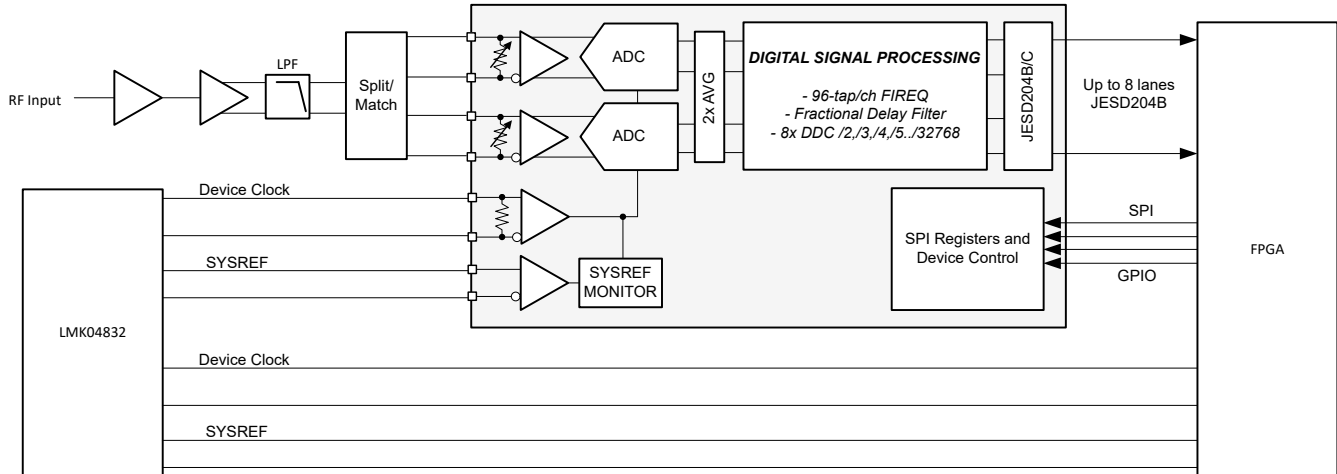 RF Input
LPF
Split/
Match
ADC
ADC
2x AVG
DIGITAL SIGNAL PROCESSING
- 96-tap/ch FIREQ
- Fractional Delay Filter
- 8x DDC /2,/3,/4,/5../32768
JESD204B/C
Up to 8 lanes
JESD204B
Device Clock
SYSREF
SYSREF
MONITOR
SPI Registers and
Device Control
SPI
GPIO
FPGA
LMK04832
Device Clock
SYSREF